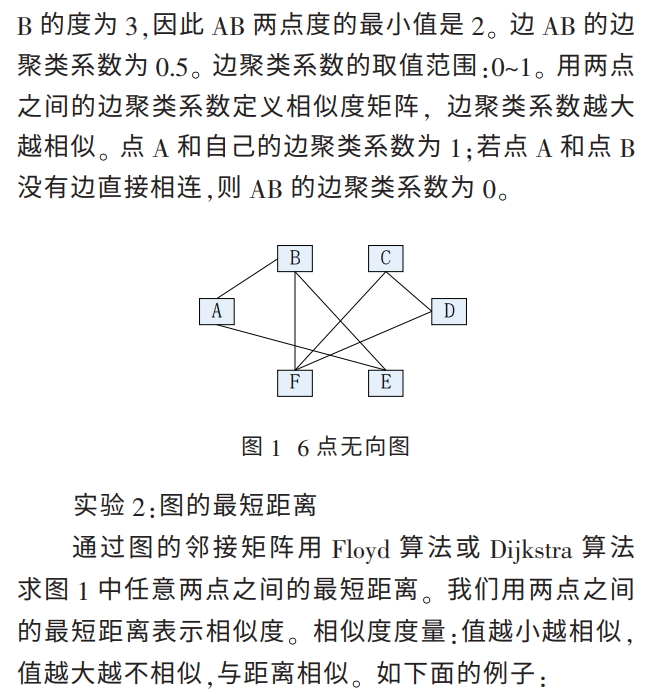 B 的度为 3,因此 AB 两点度的最小值是 2。边 AB 的边
聚类系数为 0.5。边聚类系数的取值范围:0~1。用两点
之间的边聚类系数定义相似度矩阵，边聚类系数越大
越相似。点 A 和自己的边聚类系数为 1;若点 A 和点 B
没有边直接相连,则 AB 的边聚类系数为 0。
B
C
A
D
F
E
图 1 6 点无向图
实验 2:图的最短距离
通过图的邻接矩阵用 Floyd 算法或 Dijkstra 算法
求图 1 中任意两点之间的最短距离。我们用两点之间
的最短距离表示相似度。相似度度量:值越小越相似,
值越大越不相似,与距离相似。如下面的例子: